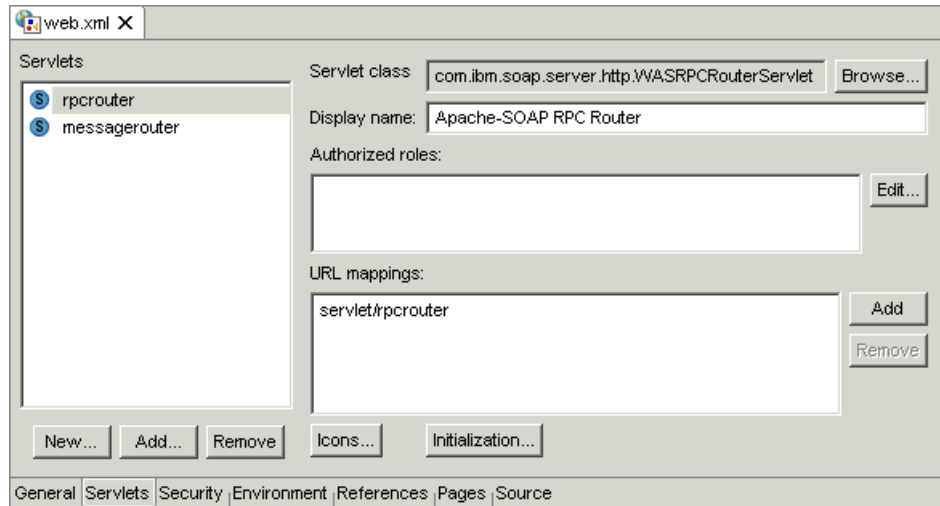 web.xml
Servlets
rpcrouter
messagerouter
New... Add... Remove
Servlet class com.ibm.soap.server.http.WASRPCRouterServlet Browse...
Display name: Apache-SOAP RPC Router
Authorized roles:
Edit...
URL mappings:
servlet/rpcrouter
Add
Remove
Icons... Initialization...
General Servlets Security Environment References Pages Source